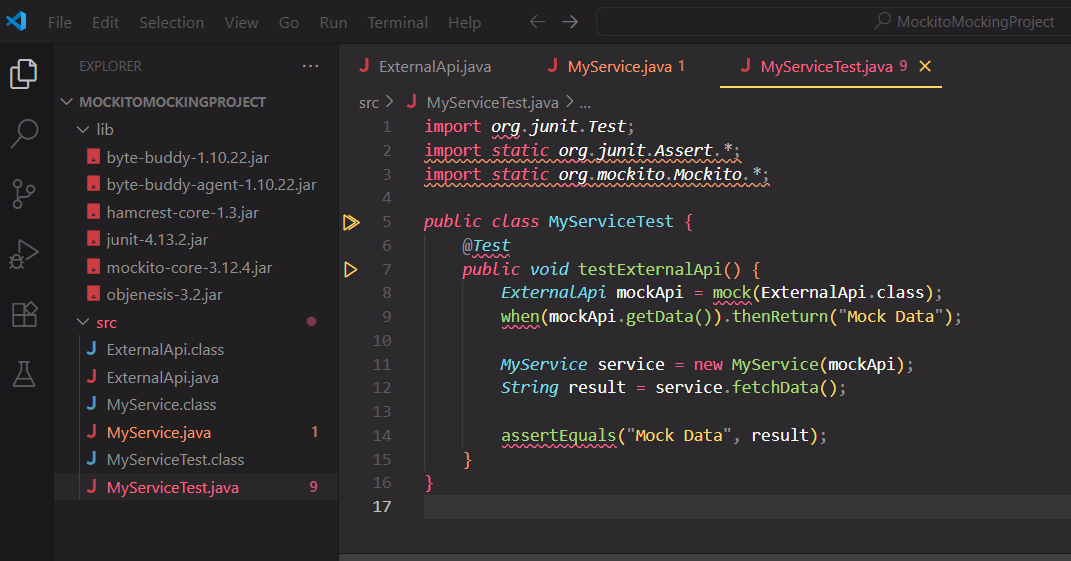 File Edit Selection View Go Run Terminal Help MockitoMockingProject
EXPLORER ...
MOCKITOMOCKINGPROJECT
lib
byte-buddy-1.10.22.jar
byte-buddy-agent-1.10.22.jar
hamcrest-core-1.3.jar
junit-4.13.2.jar
mockito-core-3.12.4.jar
objenesis-3.2.jar
src
J ExternalApi.class
J ExternalApi.java
J MyService.class
J MyService.java 1
J MyServiceTest.class
J MyServiceTest.java 9
J ExternalApi.java J MyService.java 1 J MyServiceTest.java 9
src > J MyServiceTest.java > ...
1 import org.junit.Test;
2 import static org.junit.Assert.*;
3 import static org.mockito.Mockito.*;
4
5 public class MyServiceTest {
6 @Test
7 public void testExternalApi() {
8 ExternalApi mockApi = mock(ExternalApi.class);
9 when(mockApi.getData()).thenReturn("Mock Data");
10
11 MyService service = new MyService(mockApi);
12 String result = service.fetchData();
13
14 assertEquals("Mock Data", result);
15 }
16 }
17